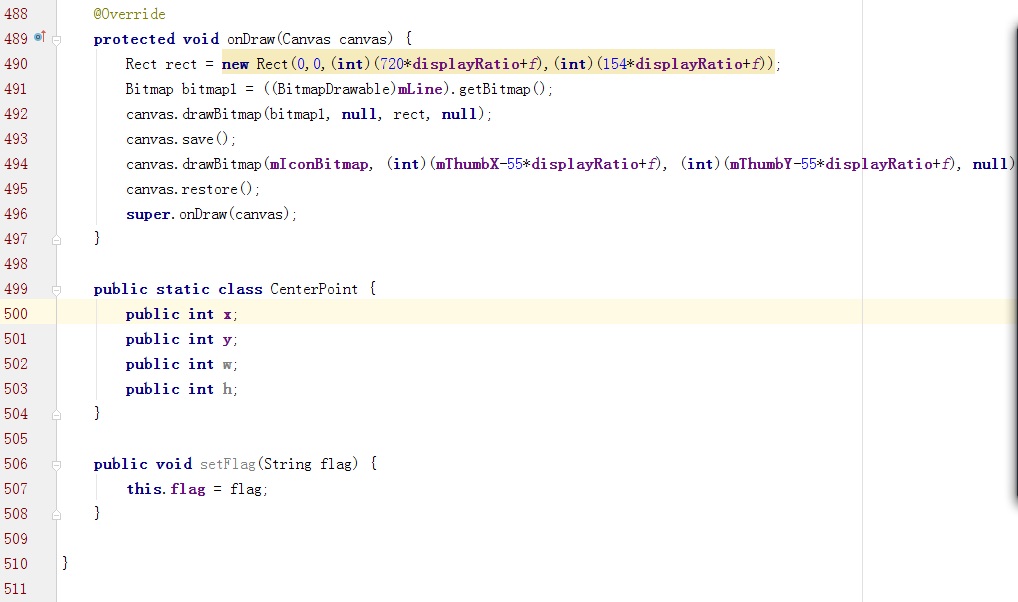 488 @Override
489 protected void onDraw(Canvas canvas) {
490 Rect rect = new Rect(0,0,(int)(720*displayRatio+f),(int)(154*displayRatio+f));
491 Bitmap bitmap1 = ((BitmapDrawable)mLine).getBitmap();
492 canvas.drawBitmap(bitmap1, null, rect, null);
493 canvas.save();
494 canvas.drawBitmap(mIconBitmap, (int)(mThumbX-55*displayRatio+f), (int)(mThumbY-55*displayRatio+f), null)
495 canvas.restore();
496 super.onDraw(canvas);
497 }
498
499 public static class CenterPoint {
500 public int x;
501 public int y;
502 public int w;
503 public int h;
504 }
505
506 public void setFlag(String flag) {
507 this.flag = flag;
508 }
509
510 }
511